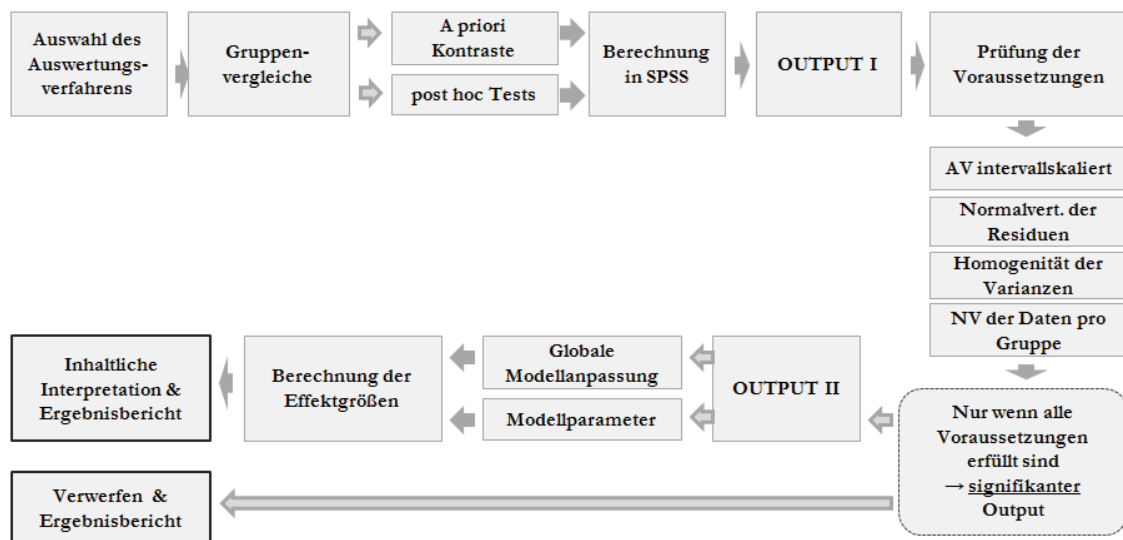 Auswahl des
Auswertungs-
verfahrens
Gruppen-
vergleiche
A priori
Kontraste
post hoc Tests
Berechnung
in SPSS
OUTPUT I
Prüfung der
Voraussetzungen
AV intervallskaliert
Normalvert. der
Residuen
Homogenität der
Varianzen
NV der Daten pro
Gruppe
Nur wenn alle
Voraussetzungen
erfüllt sind
→ signifikanter
Output
OUTPUT II
Globale
Modellanpassung
Modellparameter
Berechnung der
Effektgrößen
Inhaltliche
Interpretation &
Ergebnisbericht
Verwerfen &
Ergebnisbericht